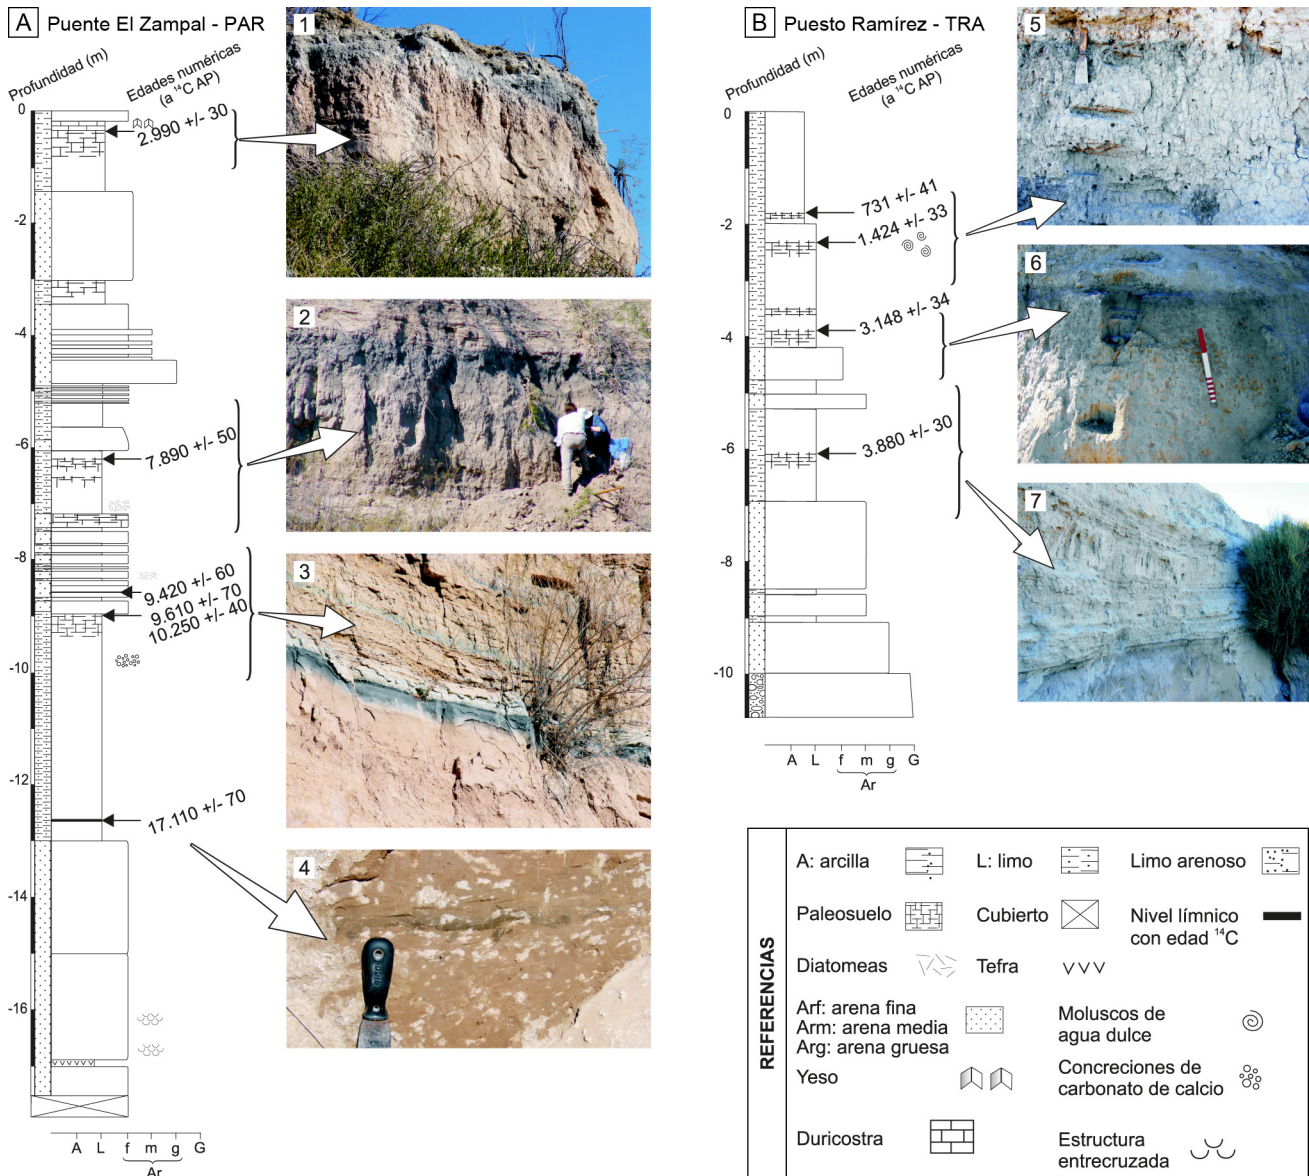 A Puente El Zampal - PAR
Profundidad (m)
Edades numéricas
(a ¹⁴C AP)
0
-2
-4
-6
-8
-10
-12
-14
-16
2.990 +/- 30
7.890 +/- 50
9.420 +/- 60
9.610 +/- 70
10.250 +/- 40
17.110 +/- 70
A L f m g G
Ar
1
2
3
4
B Puesto Ramírez - TRA
Profundidad (m)
Edades numéricas
(a ¹⁴C AP)
0
-2
-4
-6
-8
-10
731 +/- 41
1.424 +/- 33
3.148 +/- 34
3.880 +/- 30
A L f m g G
Ar
5
6
7
REFERENCIAS
A: arcilla
L: limo
Limo arenoso
Paleosuelo
Cubierto
Nivel límnico
con edad ¹⁴C
Diatomeas
Tefra
Arf: arena fina
Arm: arena media
Arg: arena gruesa
Moluscos de
agua dulce
Yeso
Concreciones de
carbonato de calcio
Duricostra
Estructura
entrecruzada